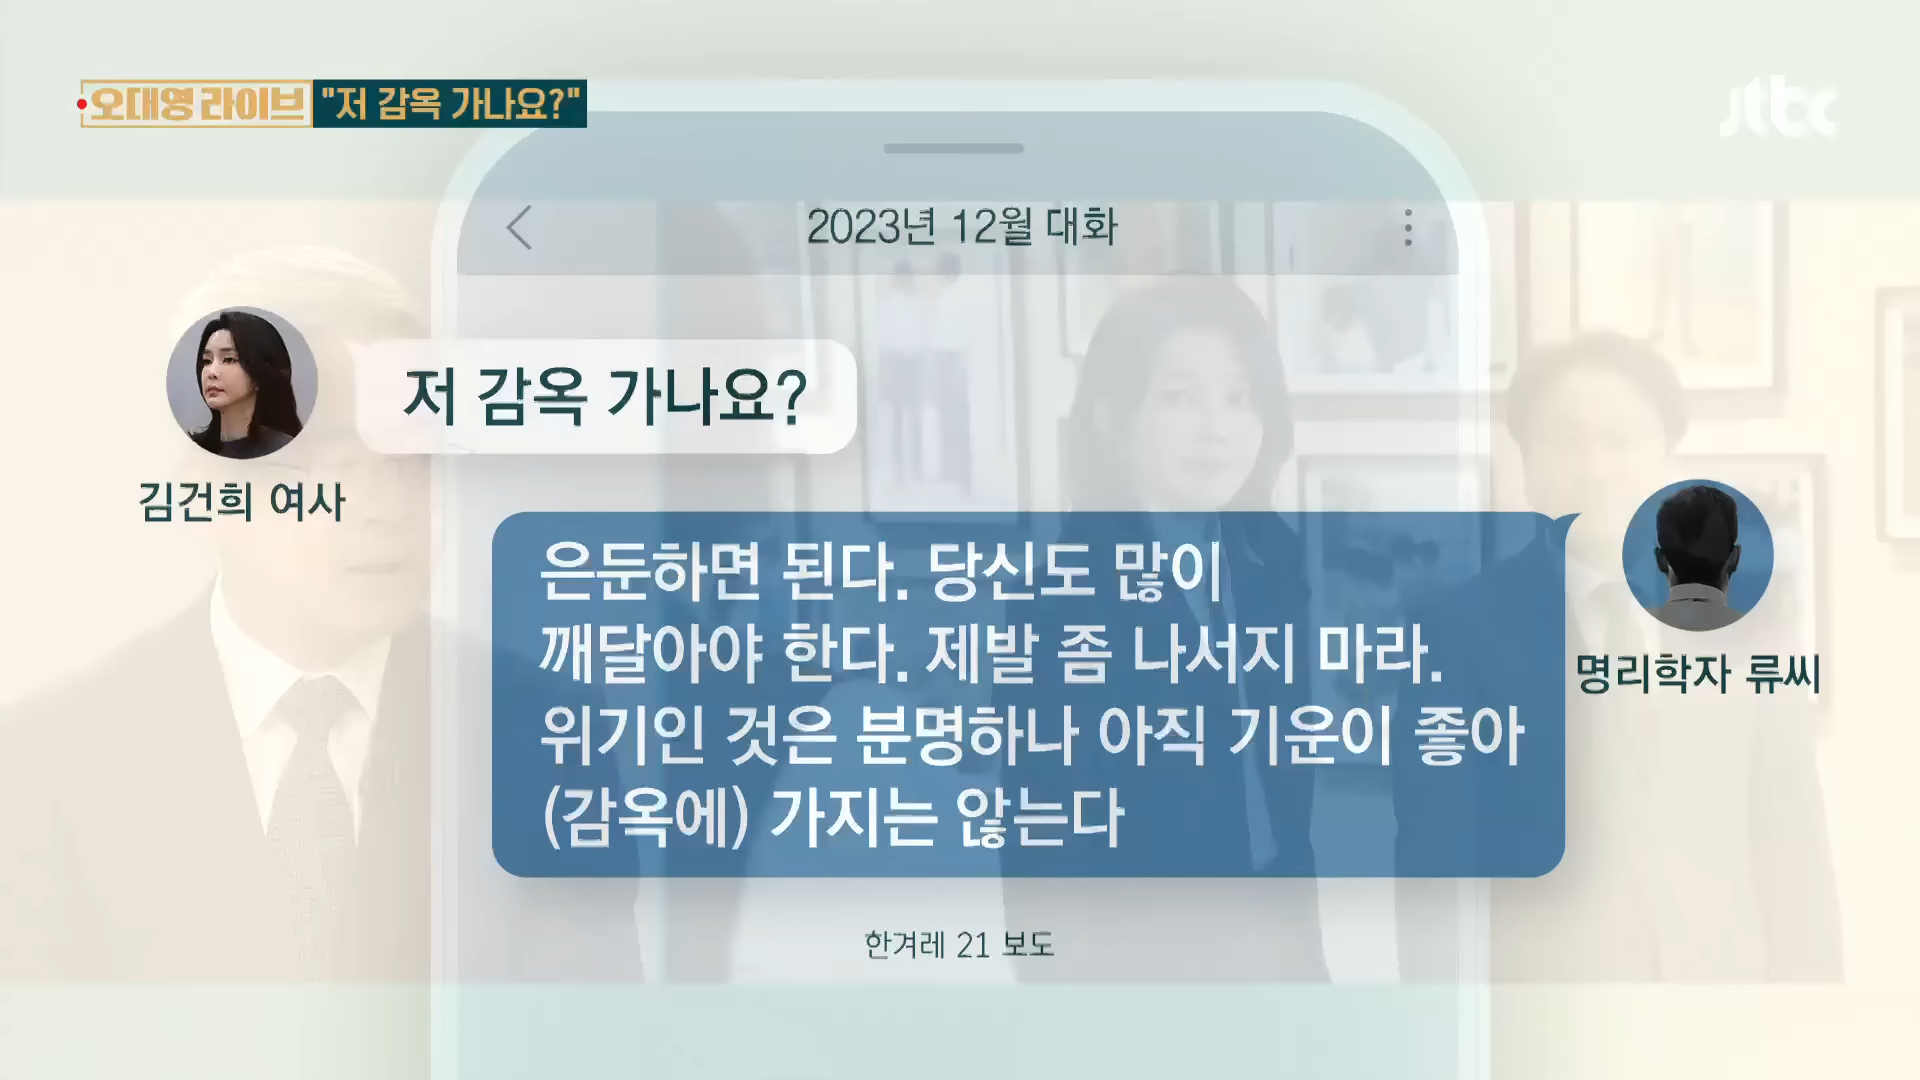 오대영 라이브 "저 감옥 가나요?"
jtbc
2023년 12월 대화
저 감옥 가나요?
김건희 여사
은둔하면 된다. 당신도 많이
깨달아야 한다. 제발 좀 나서지 마라.
위기인 것은 분명하나 아직 기운이 좋아
(감옥에) 가지는 않는다
명리학자 류씨
한겨레 21 보도